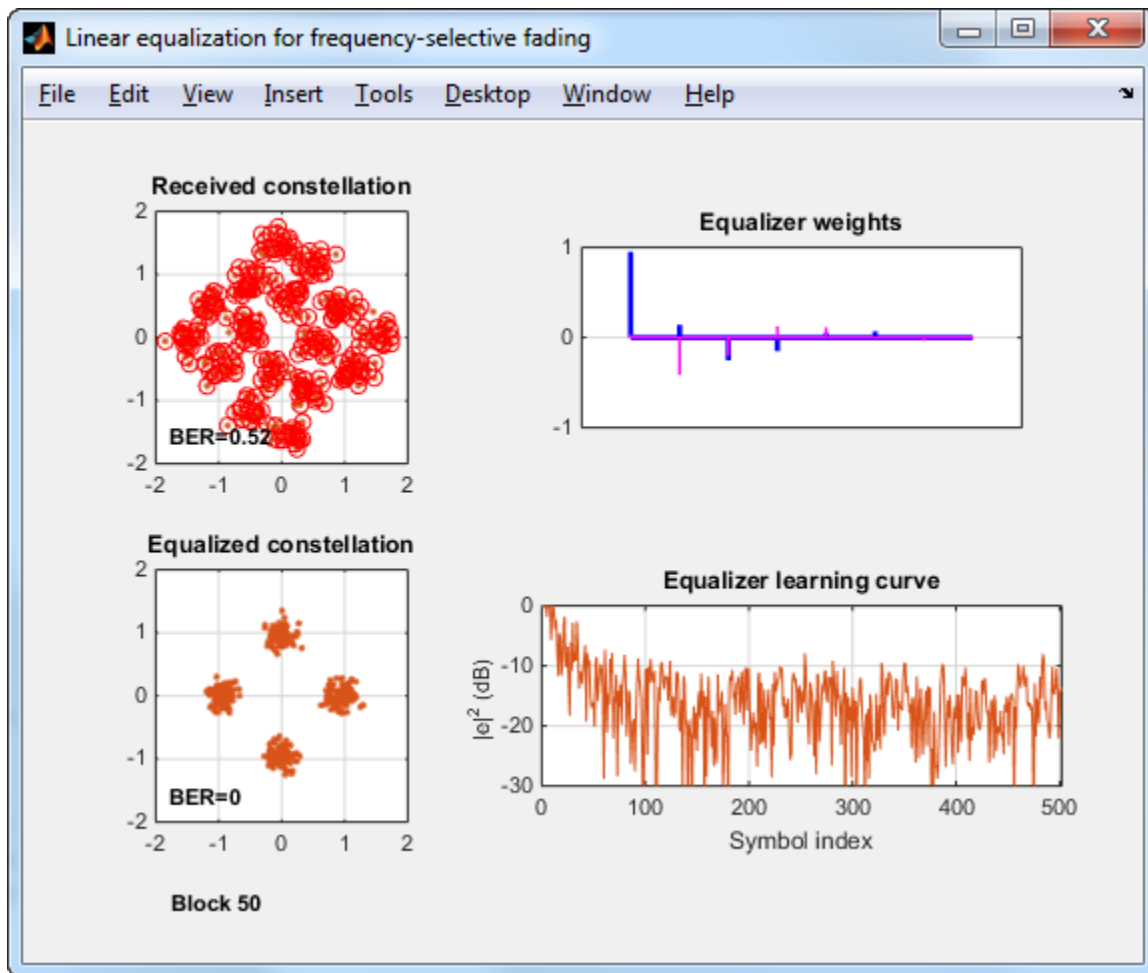 Linear equalization for frequency-selective fading
File Edit View Insert Tools Desktop Window Help
Received constellation
2
1
0
-1
-2
BER=0.52
-2 -1 0 1 2
Equalizer weights
1
0
-1
Equalized constellation
2
1
0
-1
-2
BER=0
-2 -1 0 1 2
Equalizer learning curve
|e|^2 (dB)
0
-10
-20
-30
0 100 200 300 400 500
Symbol index
Block 50